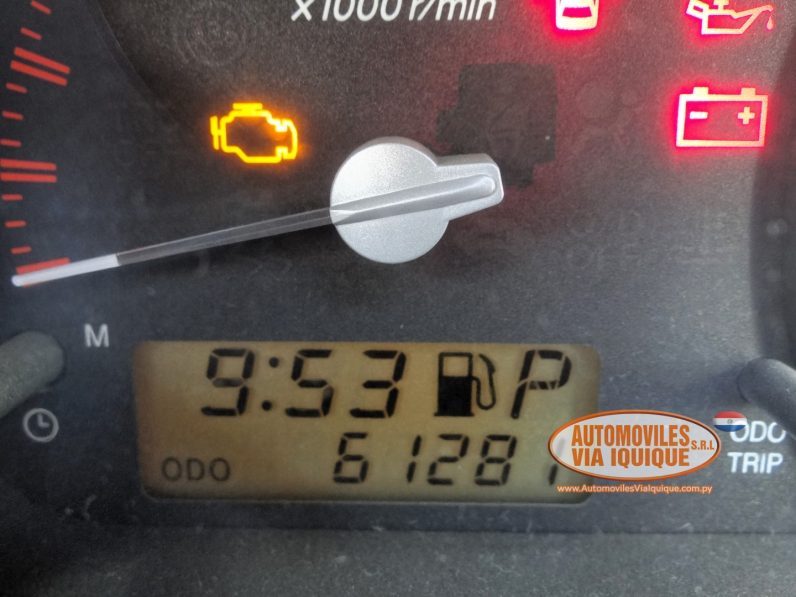 x1000 r/min
M
9:53 P
ODO 61281
ODO
TRIP
AUTOMOVILES
VIA IQUIQUE S.R.L
www.AutomovilesViaIquique.com.py